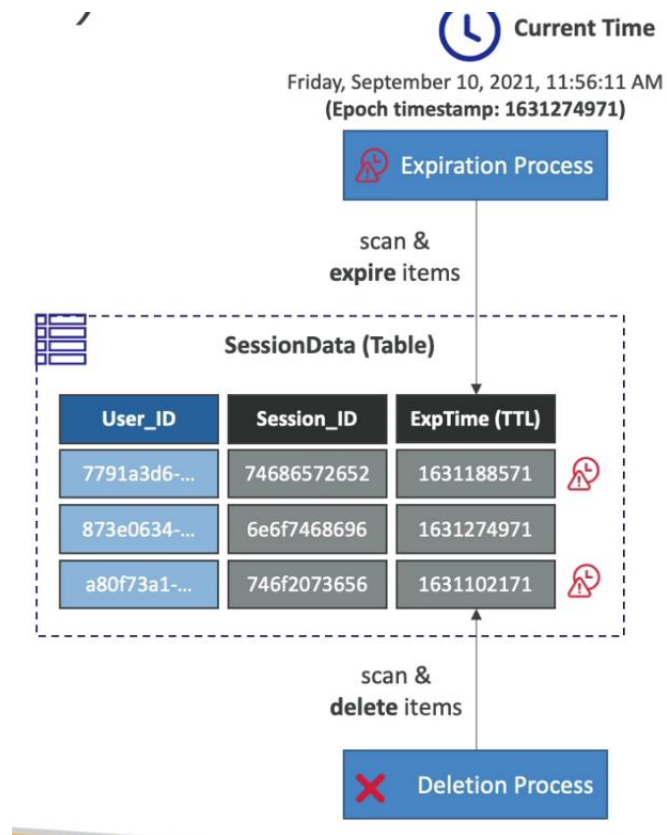 Current Time
Friday, September 10, 2021, 11:56:11 AM
(Epoch timestamp: 1631274971)
Expiration Process
scan &
expire items
SessionData (Table)
User_ID Session_ID ExpTime (TTL)
7791a3d6-... 74686572652 1631188571
873e0634-... 6e6f7468696 1631274971
a80f73a1-... 746f2073656 1631102171
scan &
delete items
Deletion Process